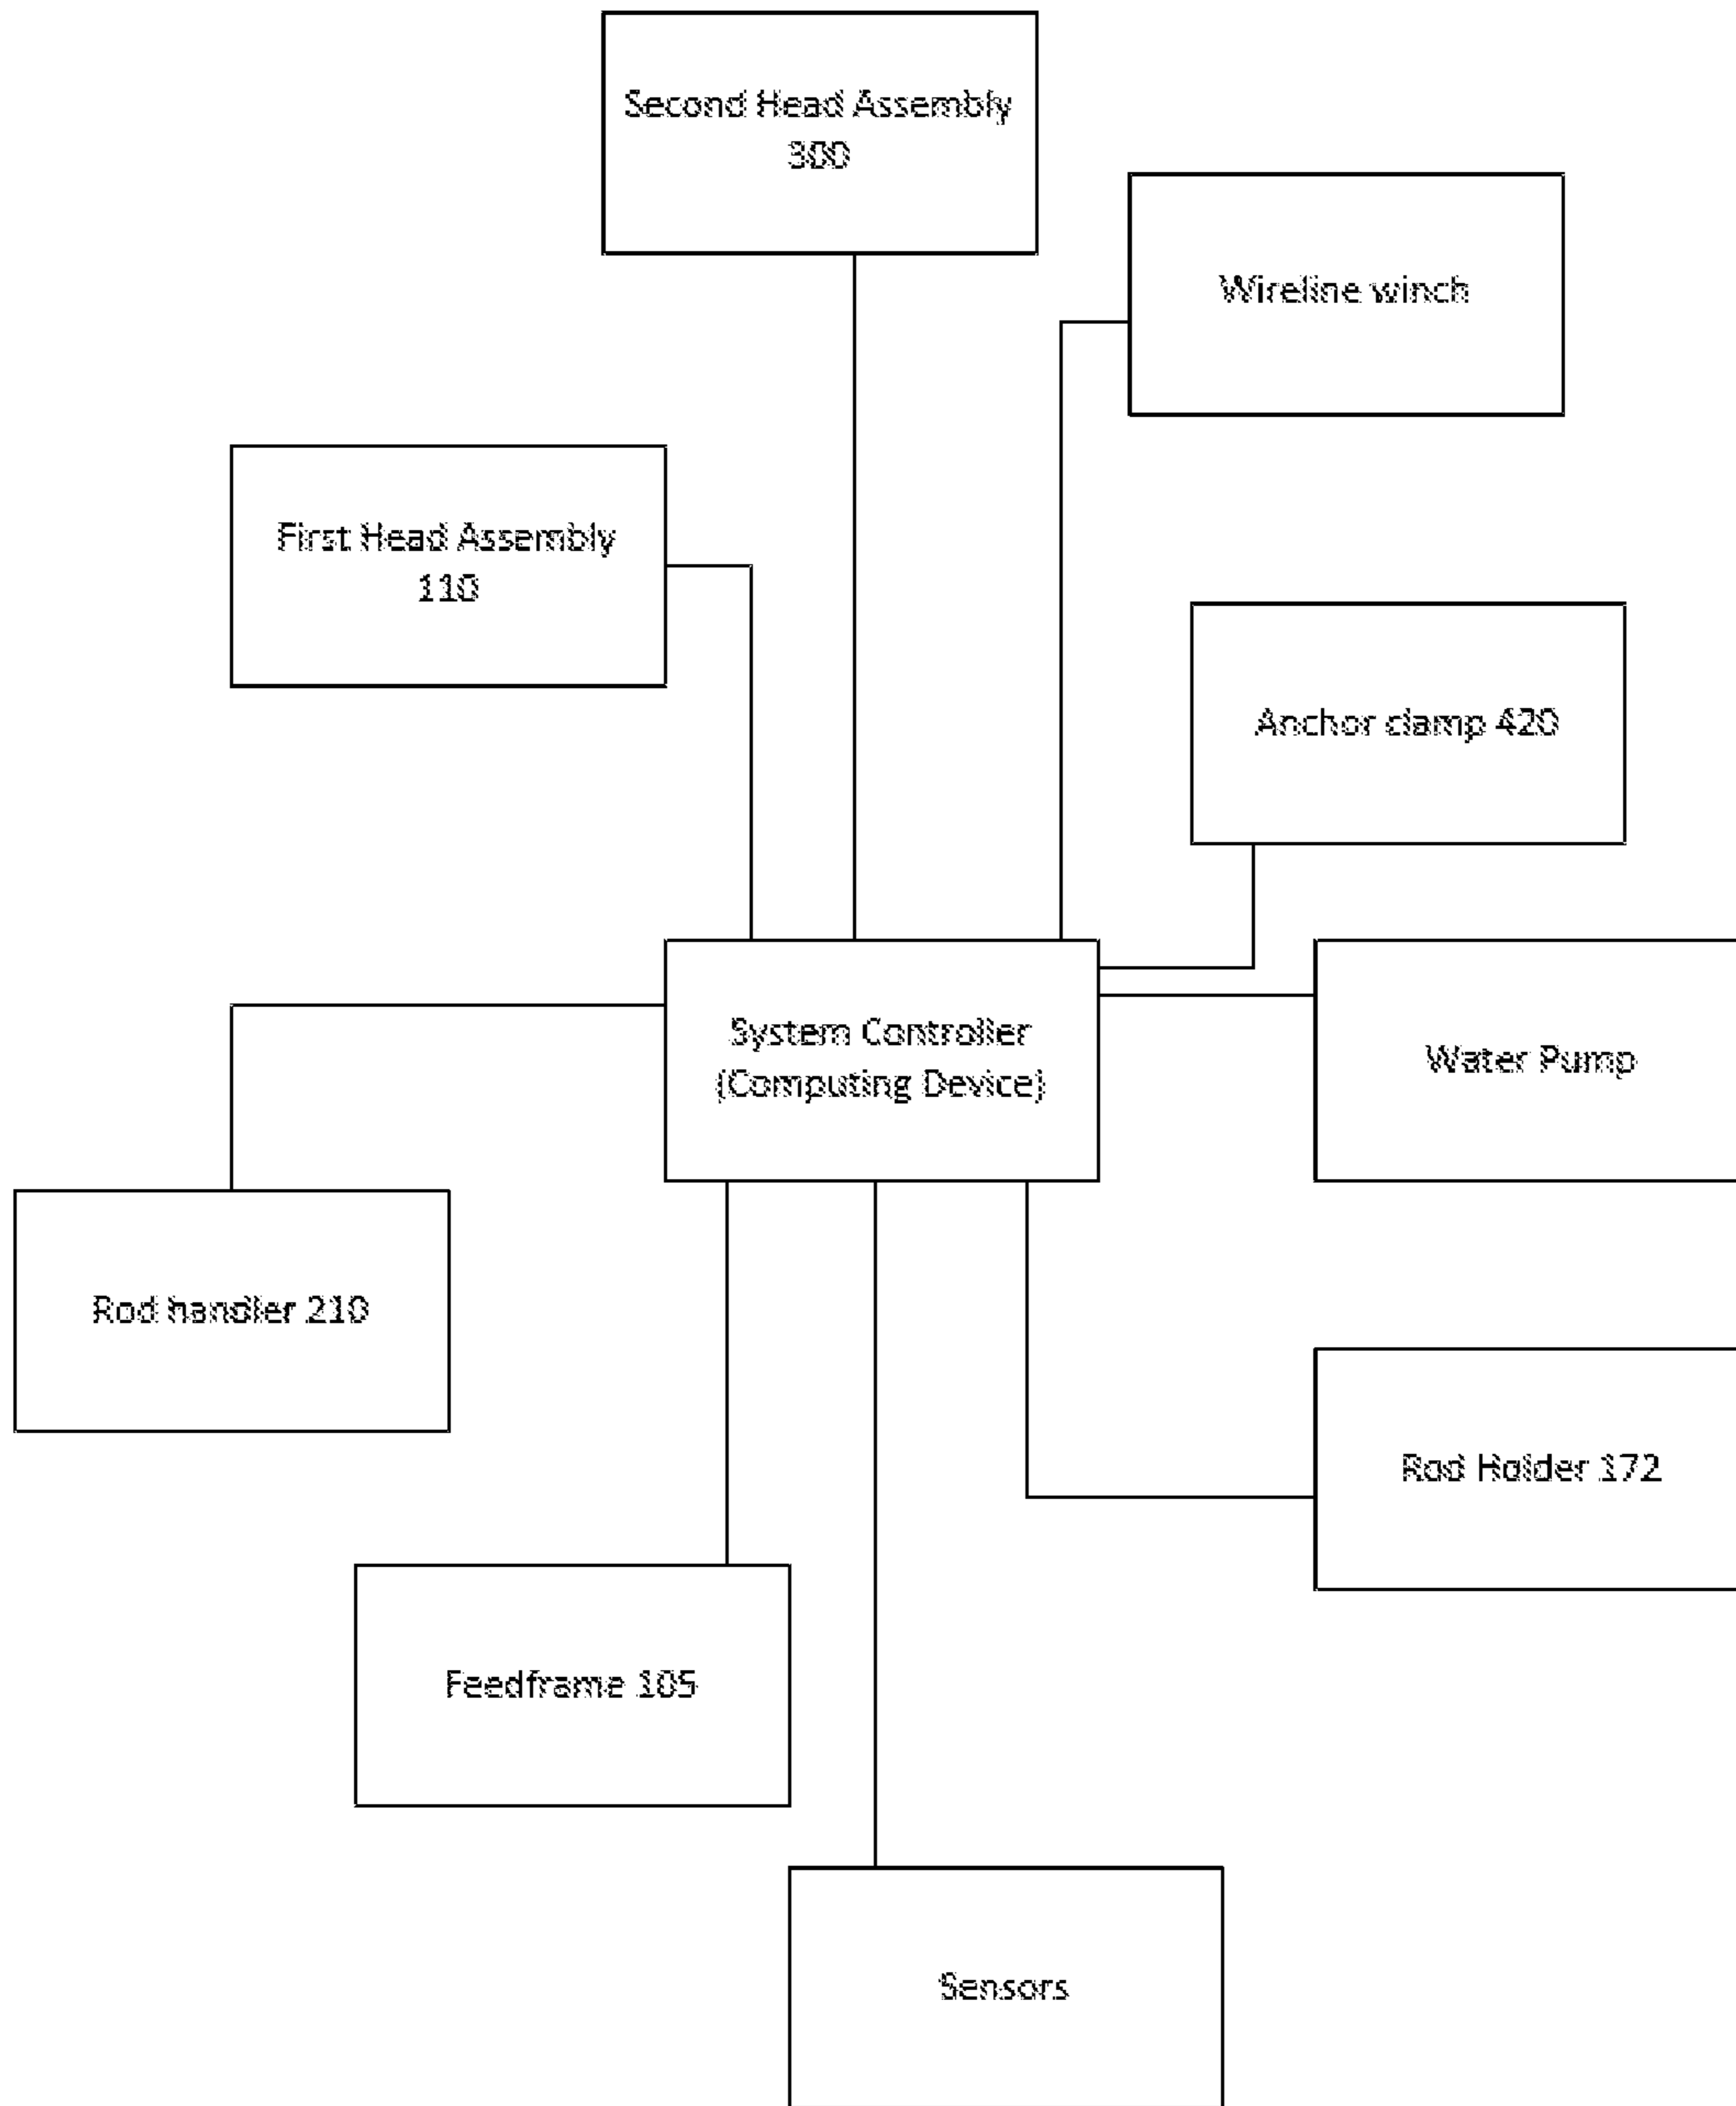 Second Head Assembly
300
Wireline winch
First Head Assembly
110
Anchor clamp 420
System Controller
(Computing Device)
Water Pump
Rod handler 210
Rod Holder 172
Feedframe 105
Sensors